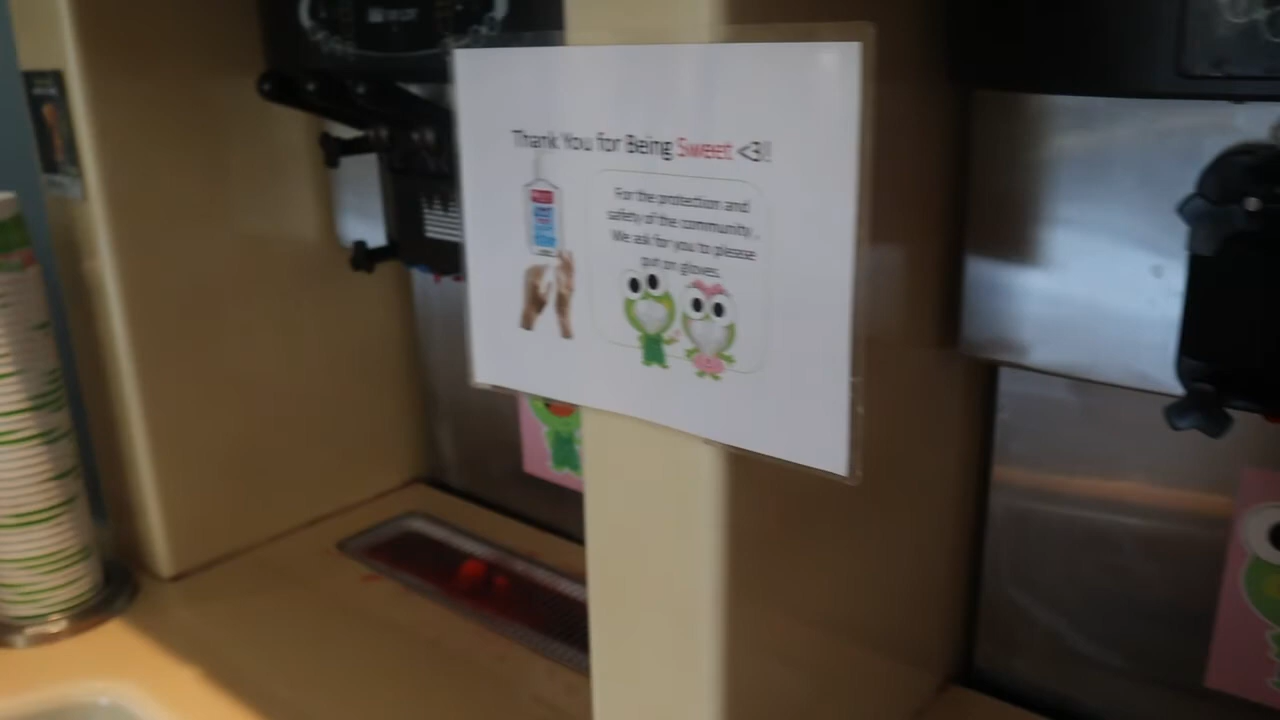 Thank You for Being Sweet <3!
For the protection and
safety of the community.
We ask for you to please
put on gloves.